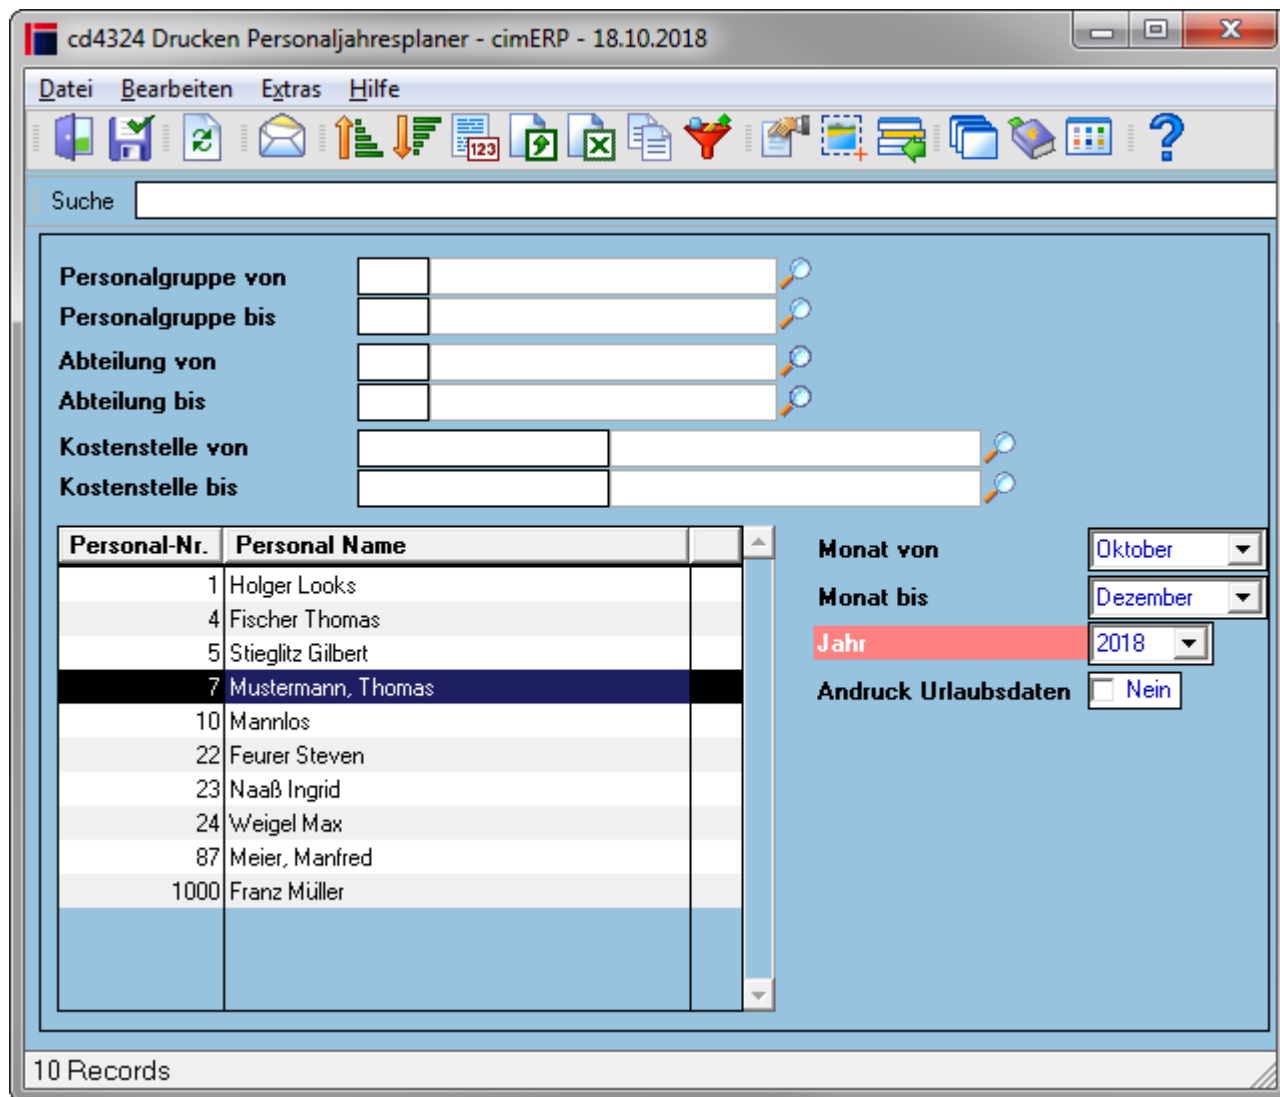 cd4324 Drucken Personaljahresplaner - cimERP - 18.10.2018
Datei Bearbeiten Extras Hilfe
123
Suche
Personalgruppe von
Personalgruppe bis
Abteilung von
Abteilung bis
Kostenstelle von
Kostenstelle bis
Personal-Nr. Personal Name
1 Holger Looks
4 Fischer Thomas
5 Stieglitz Gilbert
7 Mustermann, Thomas
10 Mannlos
22 Feurer Steven
23 Naaß Ingrid
24 Weigel Max
87 Meier, Manfred
1000 Franz Müller
Monat von Oktober
Monat bis Dezember
Jahr 2018
Andruck Urlaubsdaten Nein
10 Records